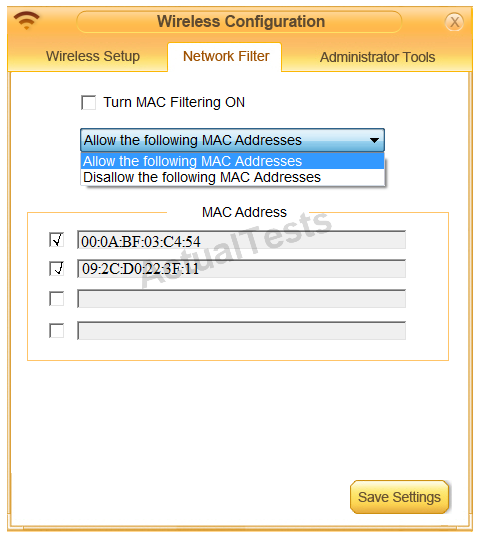 Wireless Configuration
X
Wireless Setup Network Filter Administrator Tools
Turn MAC Filtering ON
Allow the following MAC Addresses
Allow the following MAC Addresses
Disallow the following MAC Addresses
MAC Address
00:0A:BF:03:C4:54
09:2C:D0:22:3F:11
ActualTests
Save Settings